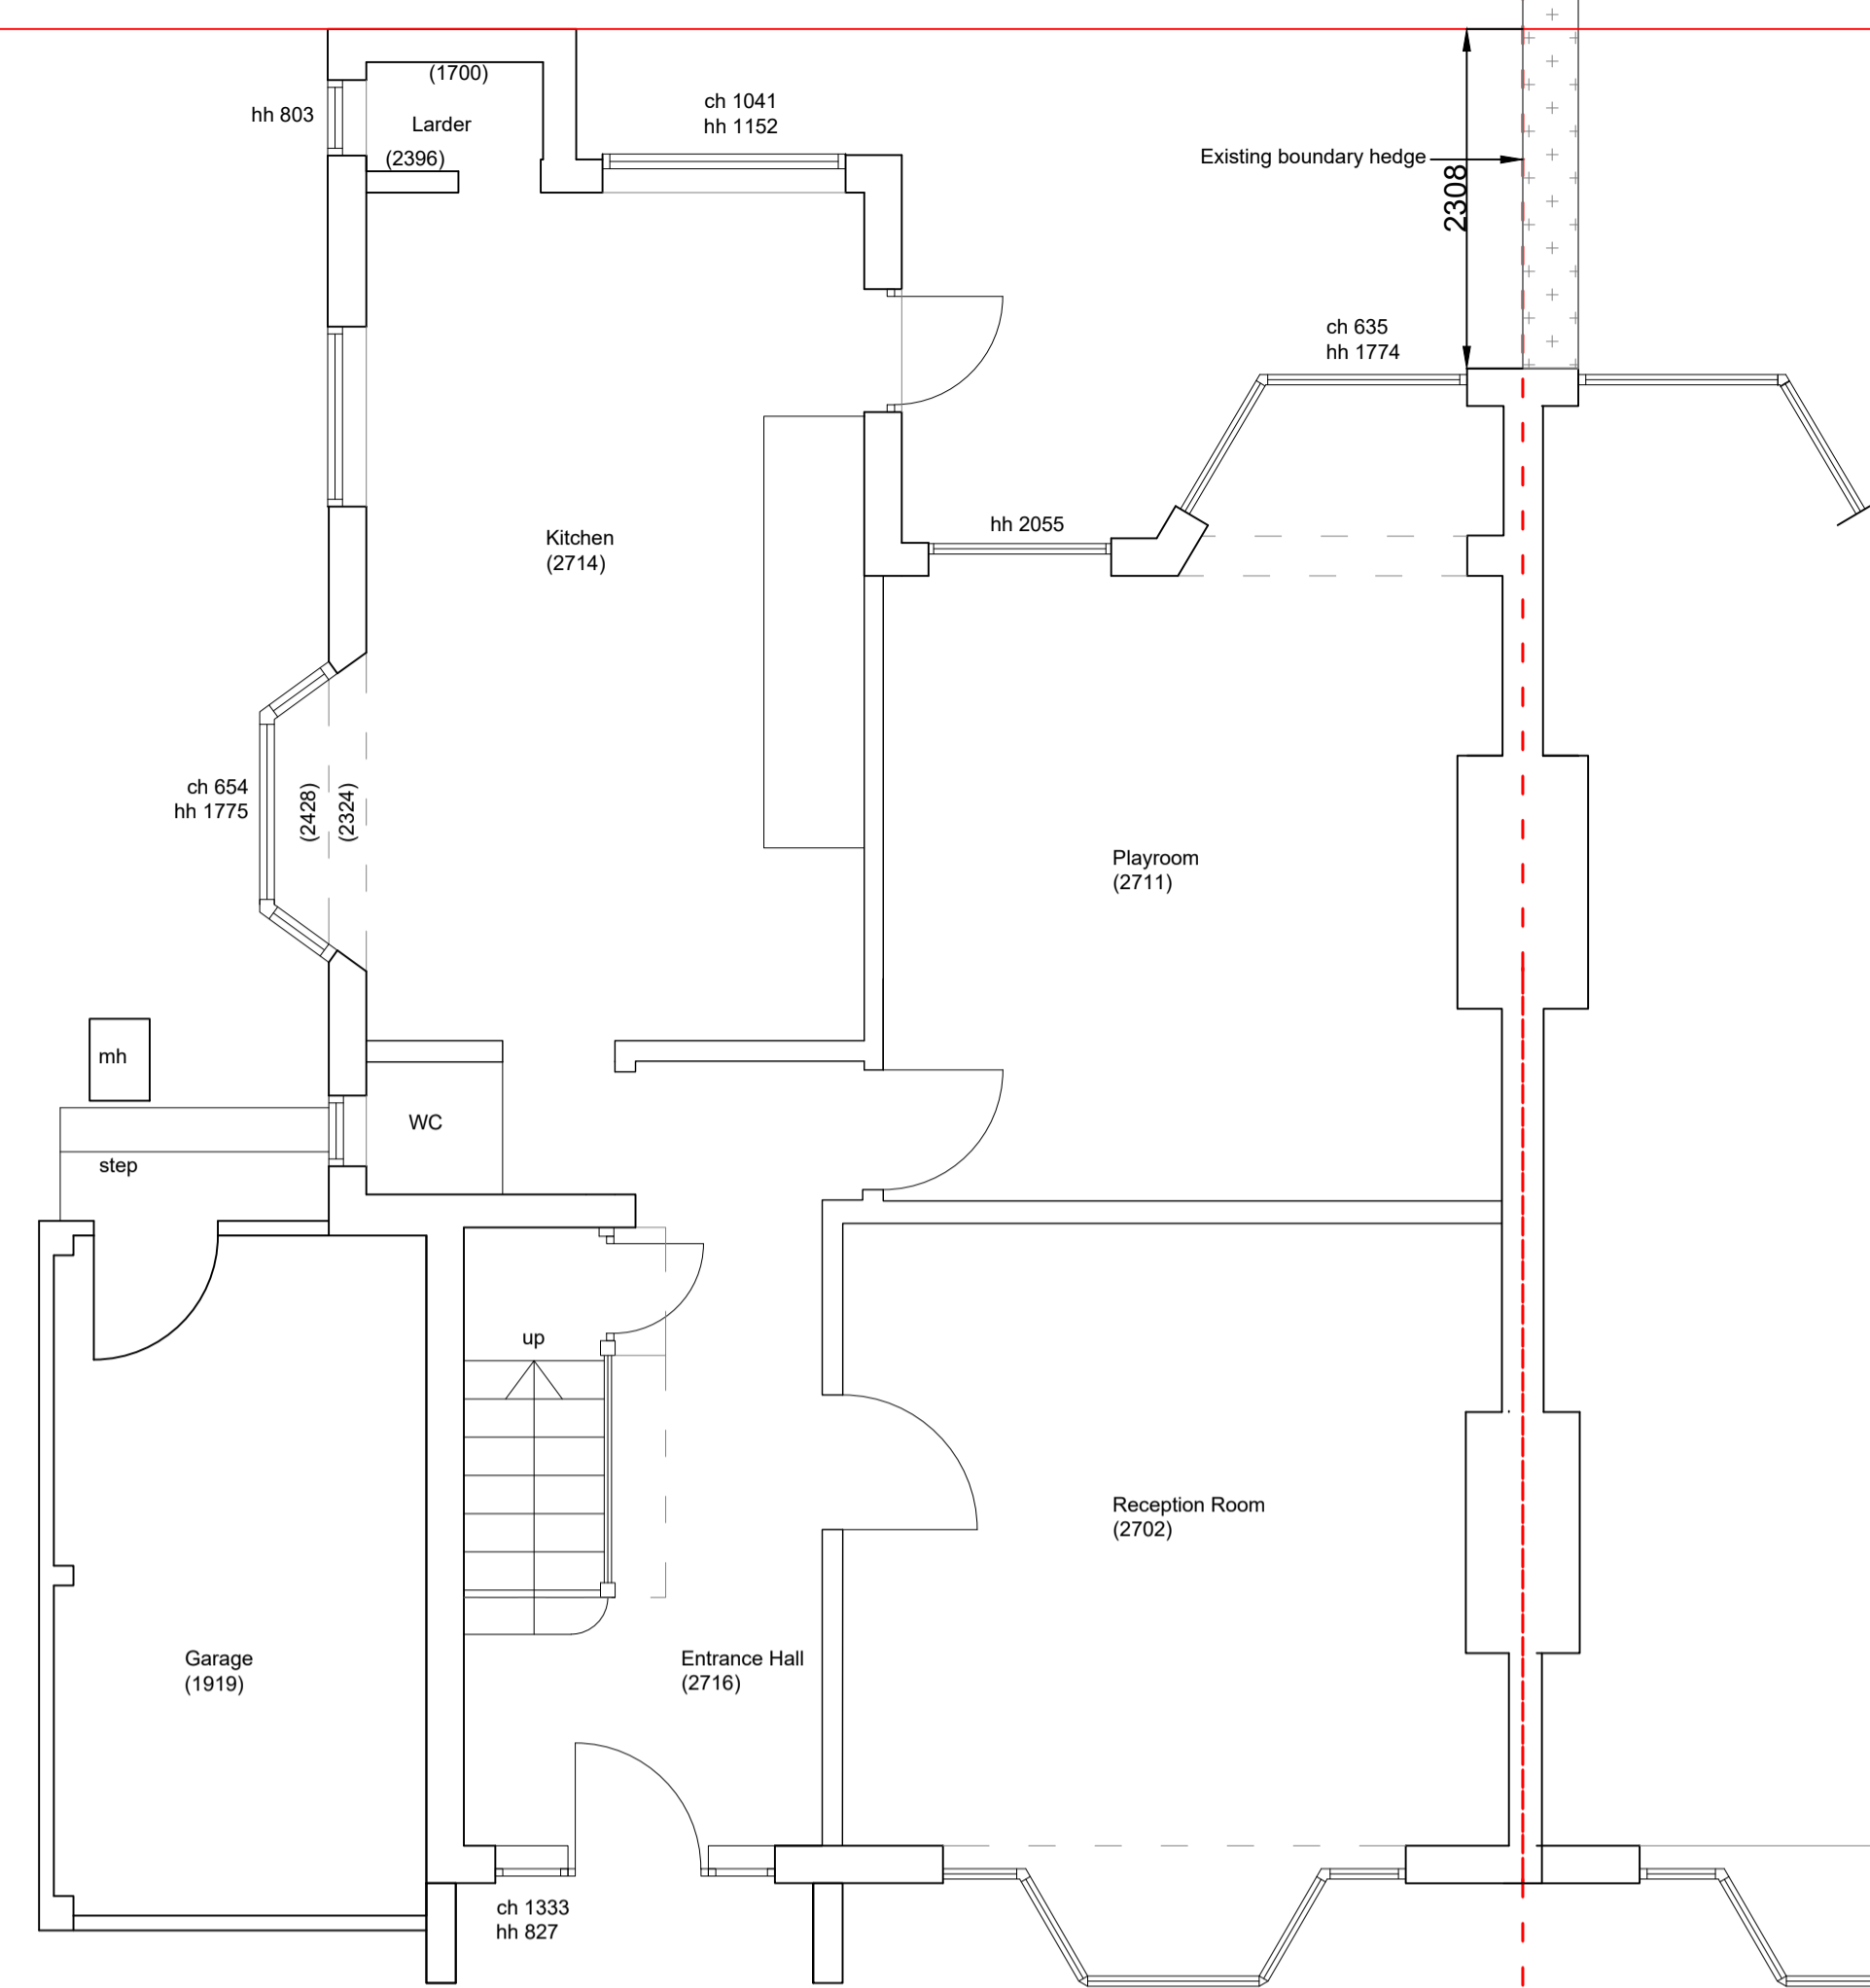 (1700)
ch 1041
hh 1152
hh 803
Larder
(2396)
Existing boundary hedge
2308
ch 635
hh 1774
hh 2055
Kitchen
(2714)
ch 654
hh 1775
(2428)
(2324)
Playroom
(2711)
mh
WC
step
up
Reception Room
(2702)
Garage
(1919)
Entrance Hall
(2716)
ch 1333
hh 827